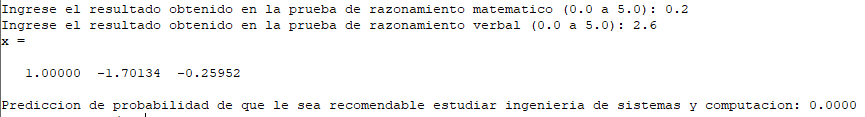 Ingrese el resultado obtenido en la prueba de razonamiento matematico (0.0 a 5.0): 0.2
Ingrese el resultado obtenido en la prueba de razonamiento verbal (0.0 a 5.0): 2.6
x =
1.00000 -1.70134 -0.25952
Prediccion de probabilidad de que le sea recomendable estudiar ingenieria de sistemas y computacion: 0.0000